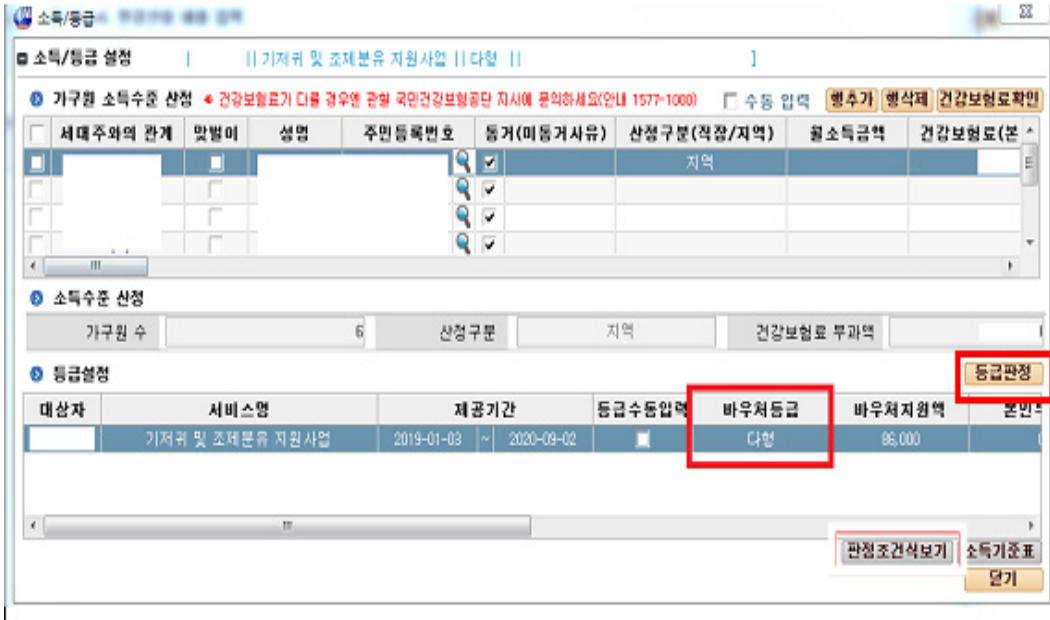 소득/등급
소득/등급 설정 [ || 기저귀 및 조제분유 지원사업 || 다형 || ]
가구원 소득수준 산정 * 건강보험료가 다를 경우엔 관할 국민건강보험공단 지사에 문의하세요(안내 1577-1000) 수동 입력 행추가 행삭제 건강보험료확인
세대주와의 관계 맞벌이 성명 주민등록번호 동거(미동거사유) 산정구분(직장/지역) 월소득금액 건강보험료(본
지역
소득수준 산정
가구원 수 6 산정구분 지역 건강보험료 부과액
등급설정 등급판정
대상자 서비스명 제공기간 등급수동입력 바우처등급 바우처지원액 본인
기저귀 및 조제분유 지원사업 2019-01-03 ~ 2020-09-02 다형 86,000
판정조건식보기 소득기준표
닫기